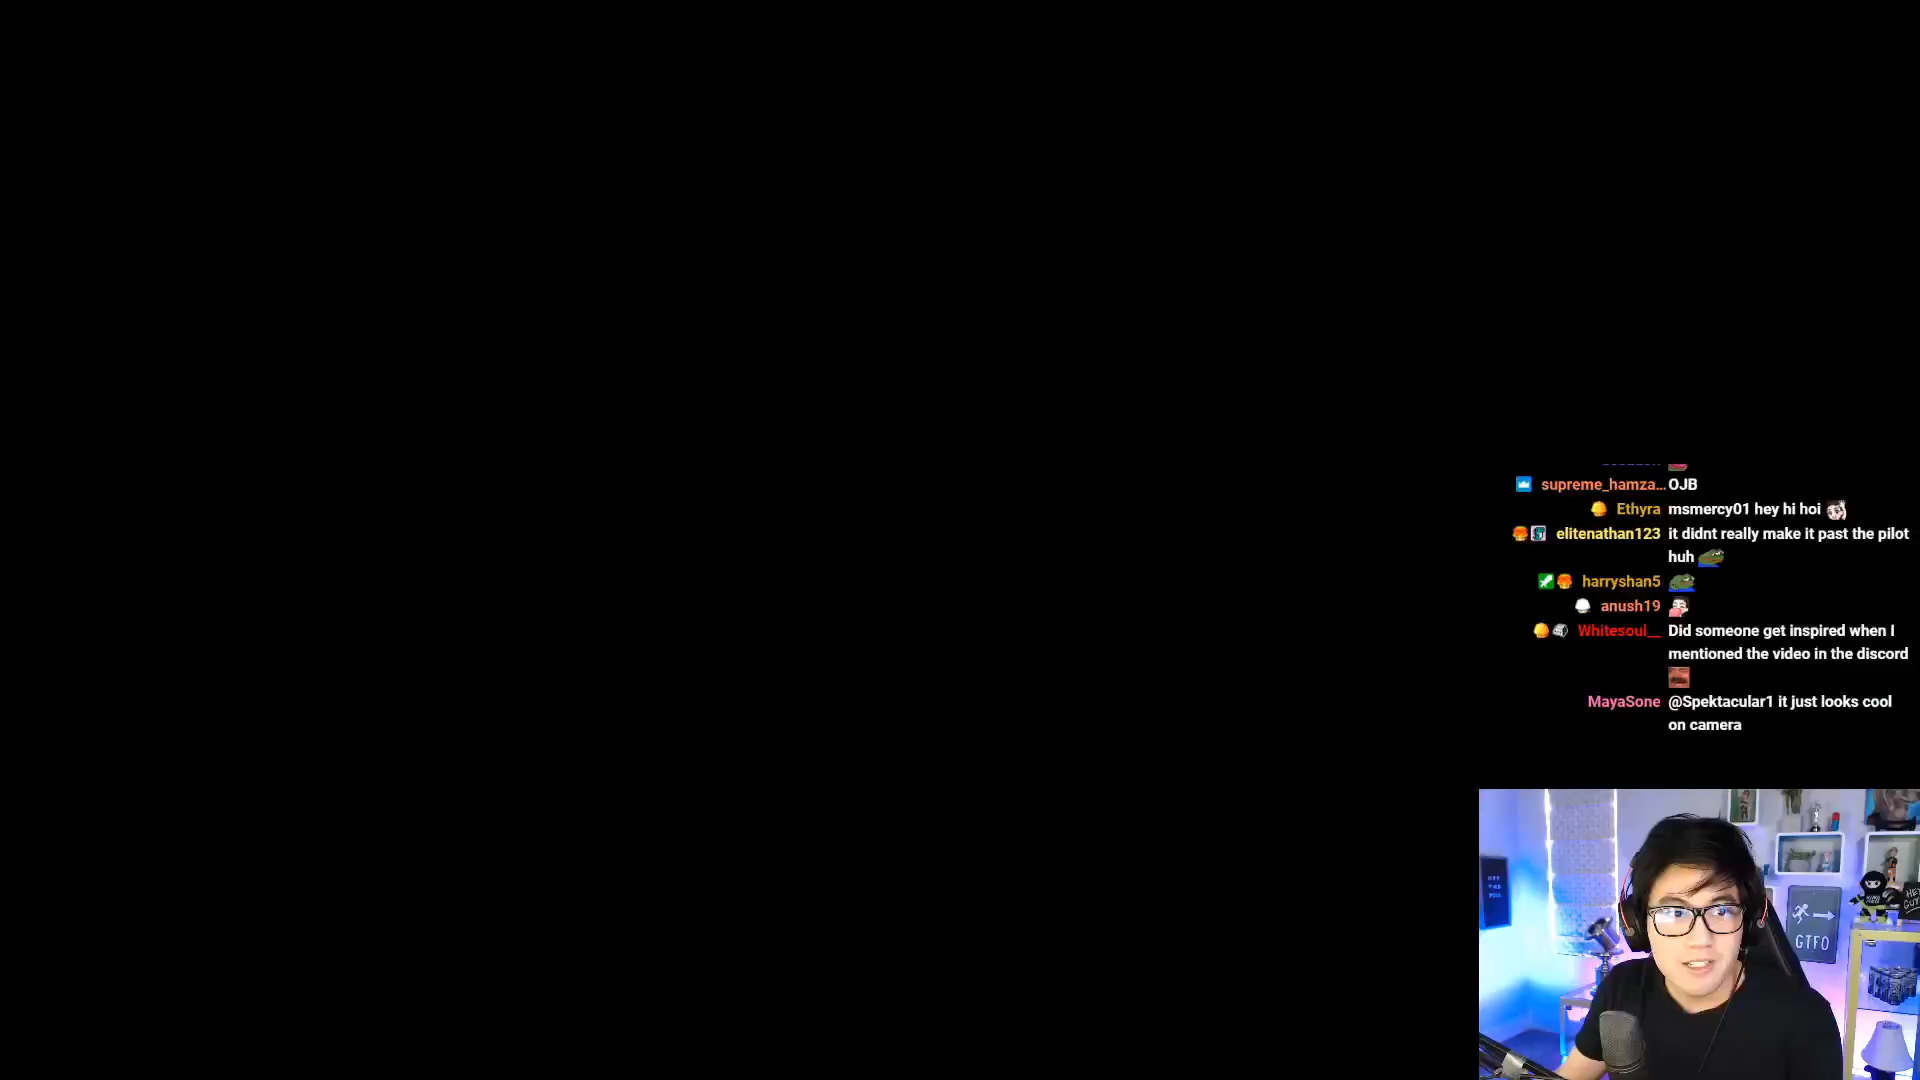 supreme_hamza... OJB
Ethyra msmercy01 hey hi hoi
elitenathan123 it didnt really make it past the pilot
huh
harryshan5
anush19
Whitesoul__ Did someone get inspired when I
mentioned the video in the discord
MayaSone @Spektacular1 it just looks cool
on camera
GTFO